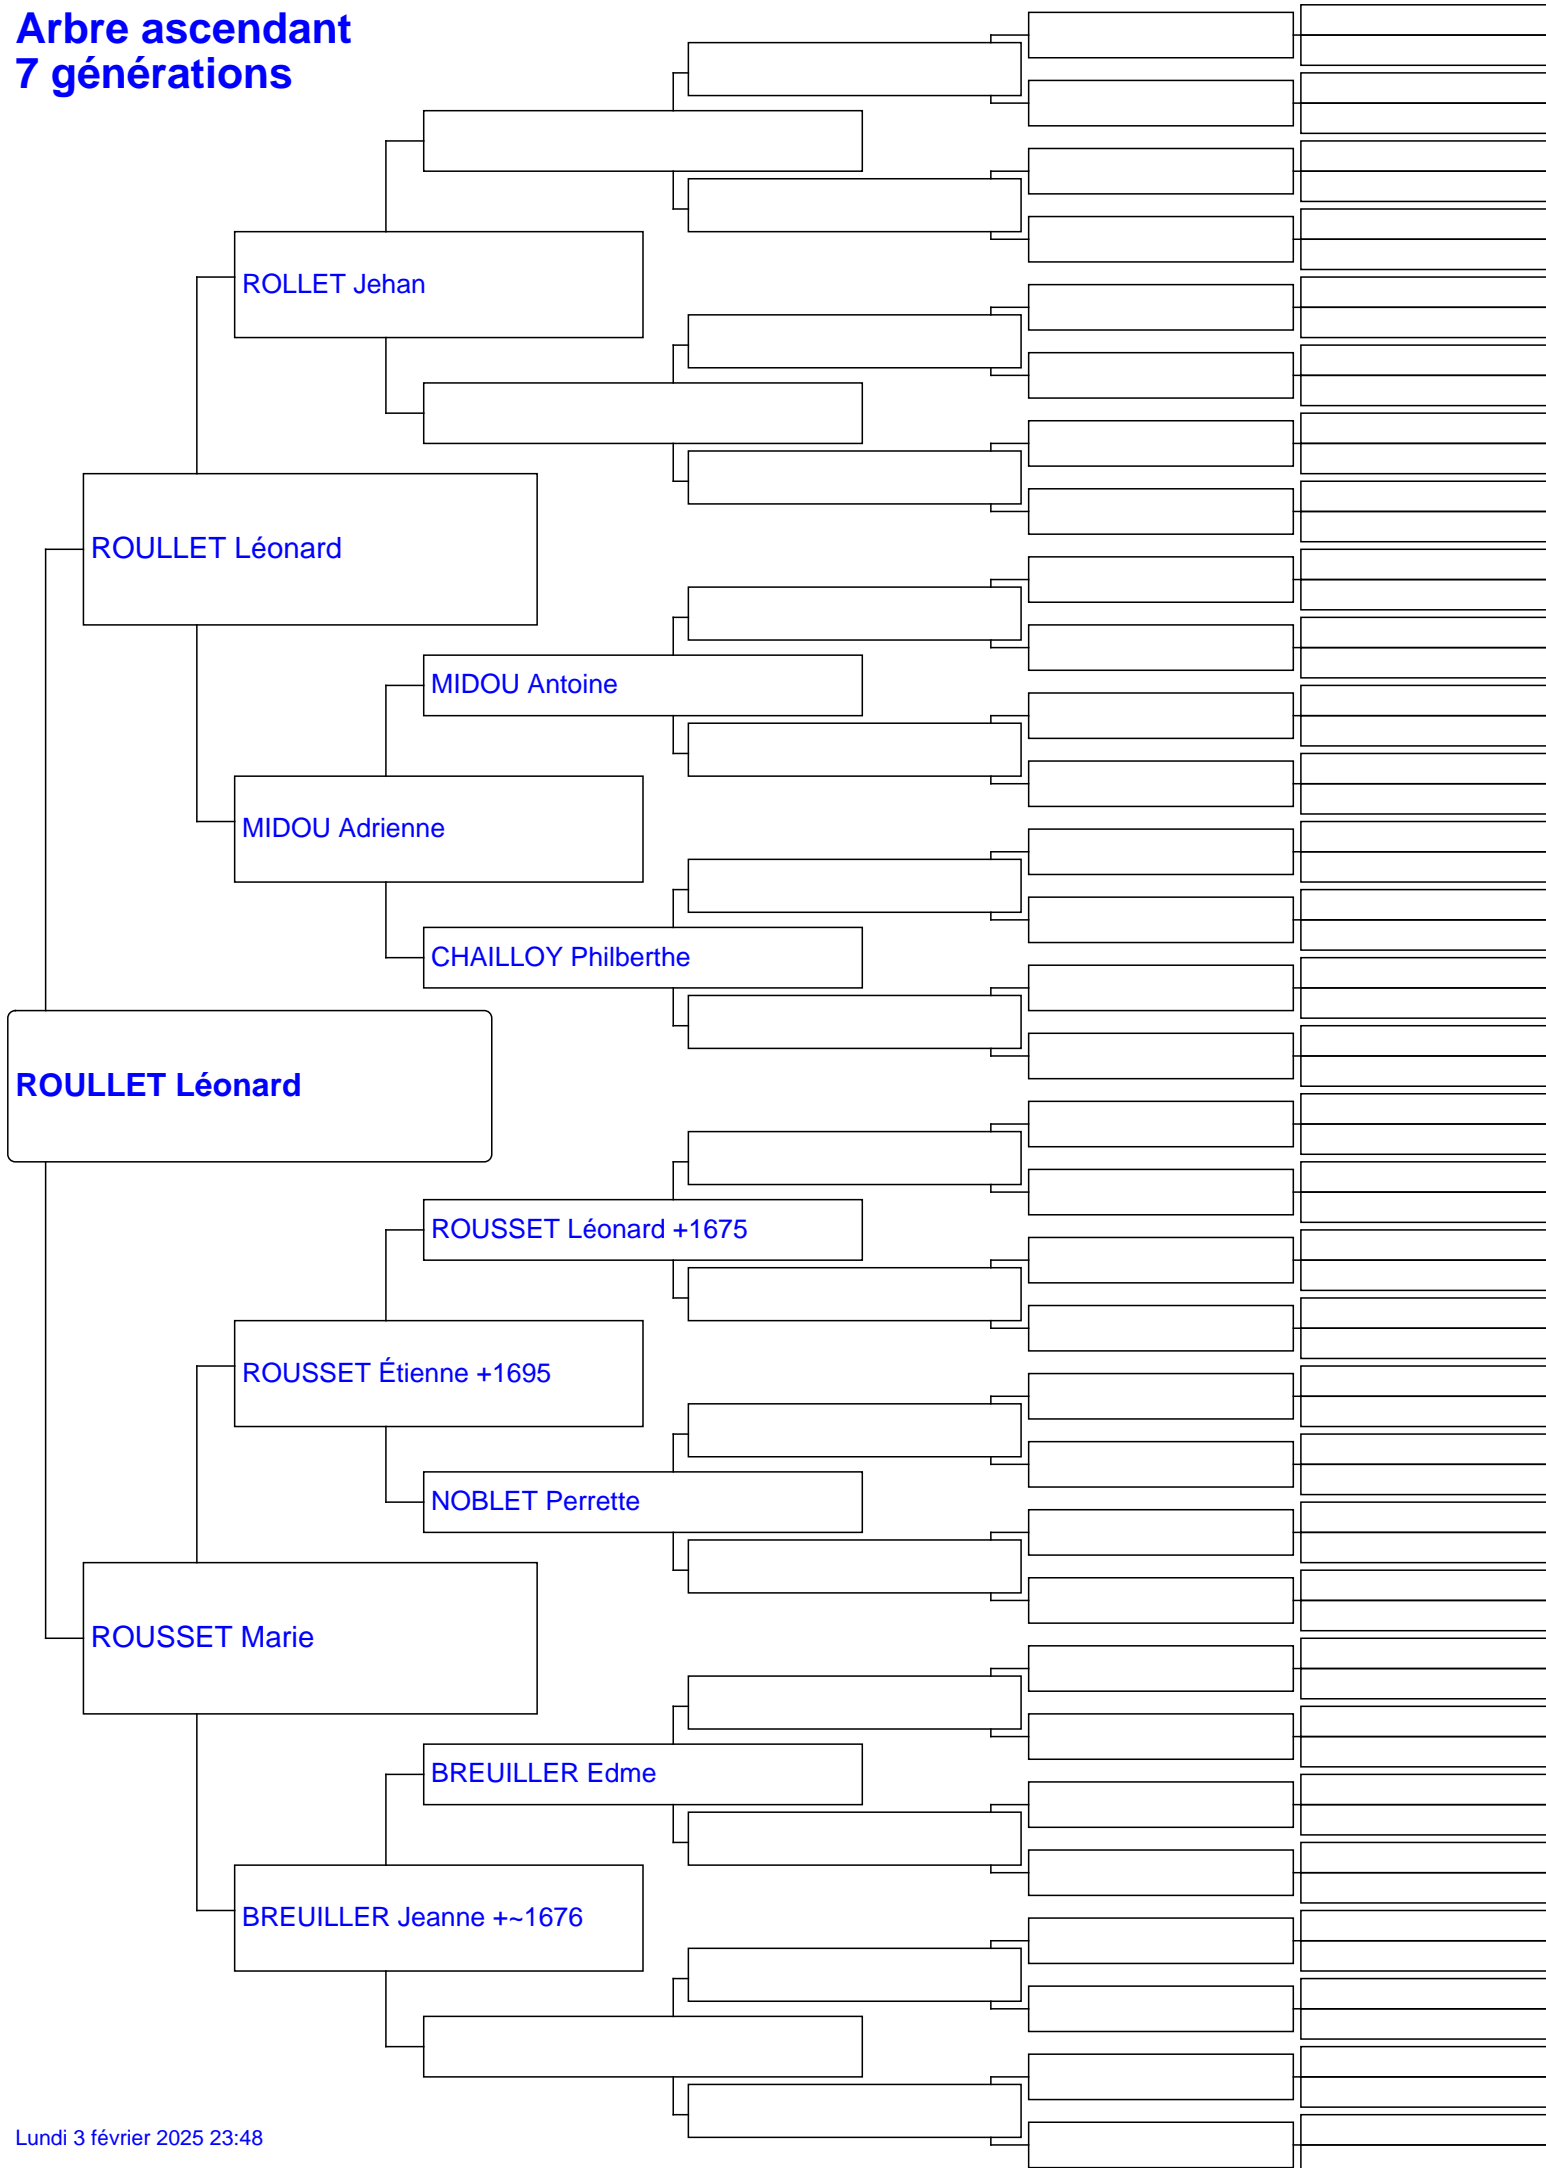 Arbre ascendant
7 générations
ROLLET Jehan
ROULLET Léonard
MIDOU Antoine
MIDOU Adrienne
CHAILLOY Philberthe
ROULLET Léonard
ROUSSET Léonard +1675
ROUSSET Étienne +1695
NOBLET Perrette
ROUSSET Marie
BREUILLER Edme
BREUILLER Jeanne +~1676
Lundi 3 février 2025 23:48